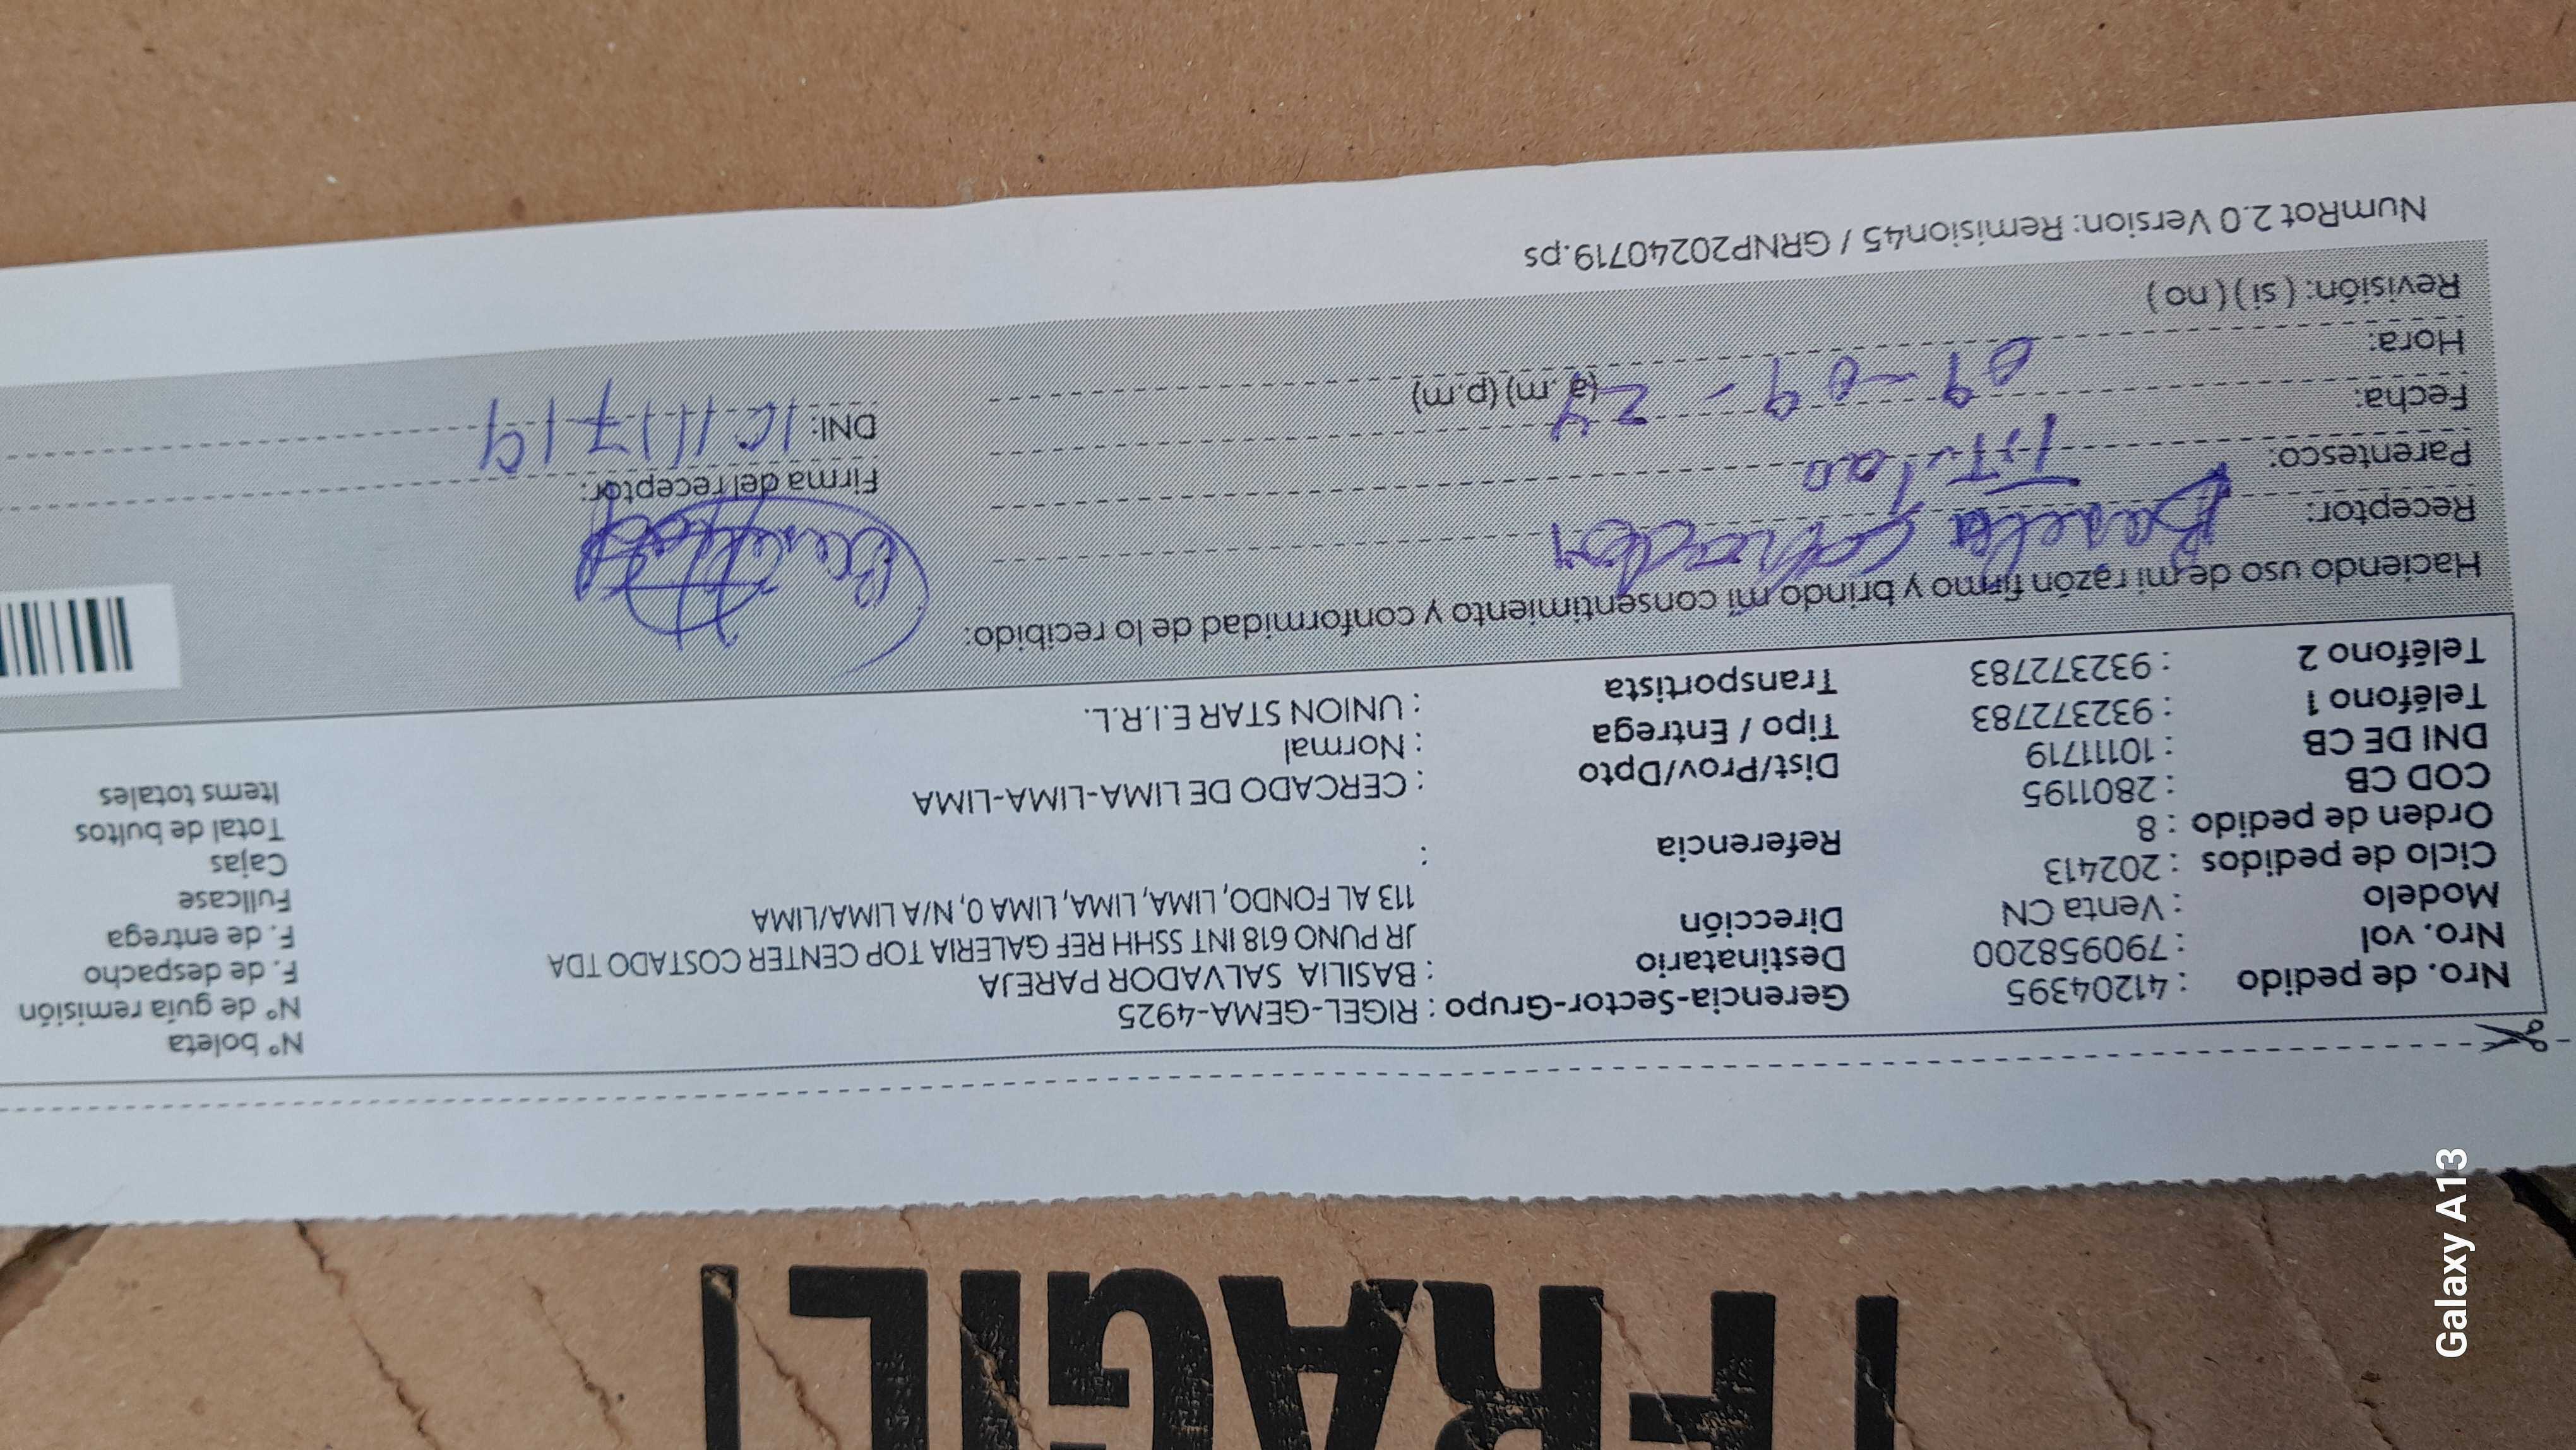 FRAGIL
N° boleta
Nro. de pedido : 41204395 Gerencia-Sector-Grupo : RIGEL-GEMA-4925 N° de guía remisión
Nro. vol : 790958200 Destinatario : BASILIA SALVADOR PAREJA F. de despacho
Modelo : Venta CN Dirección JR PUNO 618 INT SSHH REF GALERIA TOP CENTER COSTADO TDA F. de entrega
113 AL FONDO, LIMA, LIMA, LIMA 0, N/A LIMA/LIMA
Ciclo de pedidos : 202413 Fullcase
Orden de pedido : 8 Referencia : Cajas
COD CB : 2801195 Total de bultos
DNI DE CB : 10111719 Dist/Prov/Dpto : CERCADO DE LIMA-LIMA-LIMA Items totales
Teléfono 1 : 932372783 Tipo / Entrega : Normal
Teléfono 2 : 932372783 Transportista : UNION STAR E.I.R.L.
Haciendo uso de mi razón firmo y brindo mi consentimiento y conformidad de lo recibido:
Receptor:
Parentesco: Firma del receptor:
Fecha: 09-09-24 DNI: 10111719
Hora: (a.m) (p.m)
Revisión: ( si ) ( no )
NumRot 2.0 Version: Remision45 / GRNP20240719.ps
Galaxy A13